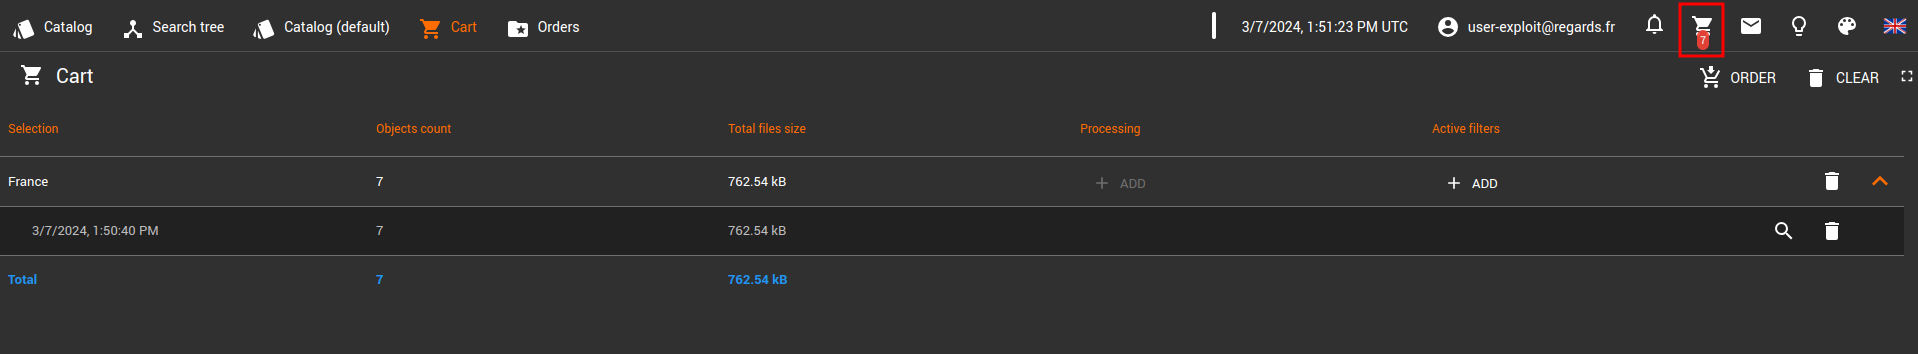 Catalog Search tree Catalog (default) Cart Orders 3/7/2024, 1:51:23 PM UTC user-exploit@regards.fr 7
Cart ORDER CLEAR
Selection Objects count Total files size Processing Active filters
France 7 762.54 kB ADD ADD
3/7/2024, 1:50:40 PM 7 762.54 kB
Total 7 762.54 kB